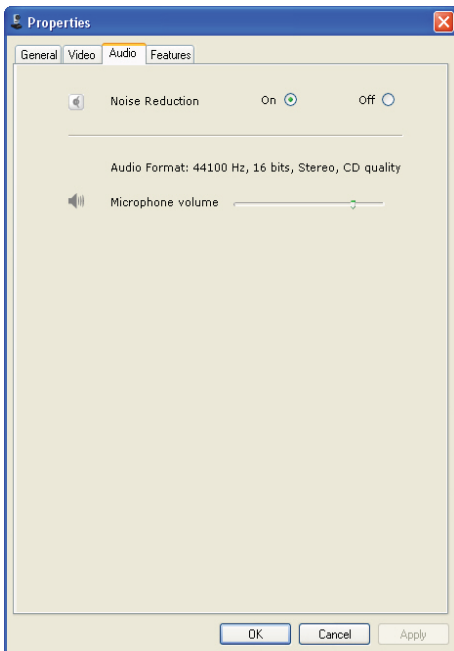 Properties
General Video Audio Features
Noise Reduction On Off
Audio Format: 44100 Hz, 16 bits, Stereo, CD quality
Microphone volume
OK Cancel Apply